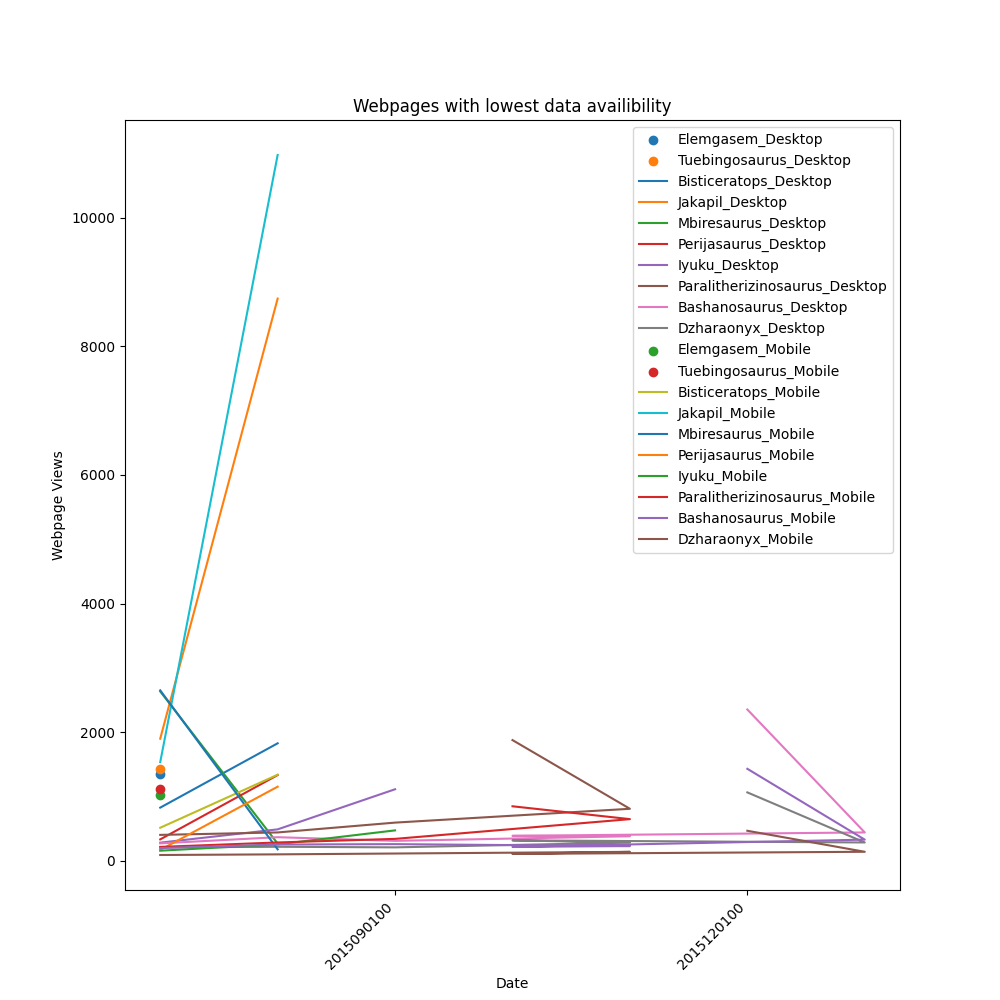 Webpages with lowest data availibility
Elemgasem_Desktop
Tuebingosaurus_Desktop
Bisticeratops_Desktop
Jakapil_Desktop
Mbiresaurus_Desktop
Perijasaurus_Desktop
Iyuku_Desktop
Paralitherizinosaurus_Desktop
Bashanosaurus_Desktop
Dzharaonyx_Desktop
Elemgasem_Mobile
Tuebingosaurus_Mobile
Bisticeratops_Mobile
Jakapil_Mobile
Mbiresaurus_Mobile
Perijasaurus_Mobile
Iyuku_Mobile
Paralitherizinosaurus_Mobile
Bashanosaurus_Mobile
Dzharaonyx_Mobile
Webpage Views
10000
8000
6000
4000
2000
0
2015090100
2015120100
Date